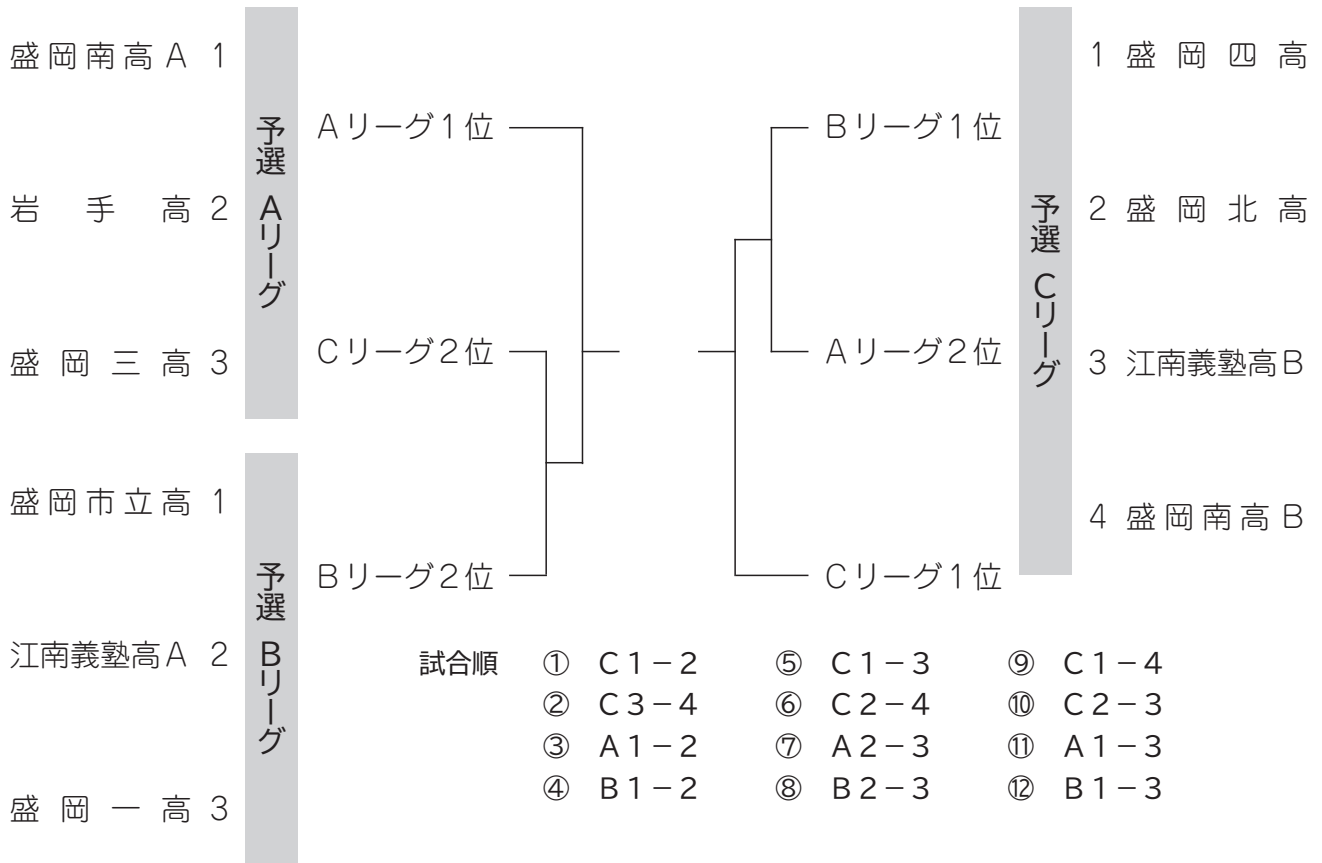 盛岡南高A 1
岩手高 2
盛岡三高 3
予選 Aリーグ
盛岡市立高 1
江南義塾高A 2
盛岡一高 3
予選 Bリーグ
Aリーグ1位
Cリーグ2位
Bリーグ2位
Bリーグ1位
Aリーグ2位
Cリーグ1位
予選 Cリーグ
1 盛岡四高
2 盛岡北高
3 江南義塾高B
4 盛岡南高B
試合順 ① C1－2 ⑤ C1－3 ⑨ C1－4
② C3－4 ⑥ C2－4 ⑩ C2－3
③ A1－2 ⑦ A2－3 ⑪ A1－3
④ B1－2 ⑧ B2－3 ⑫ B1－3